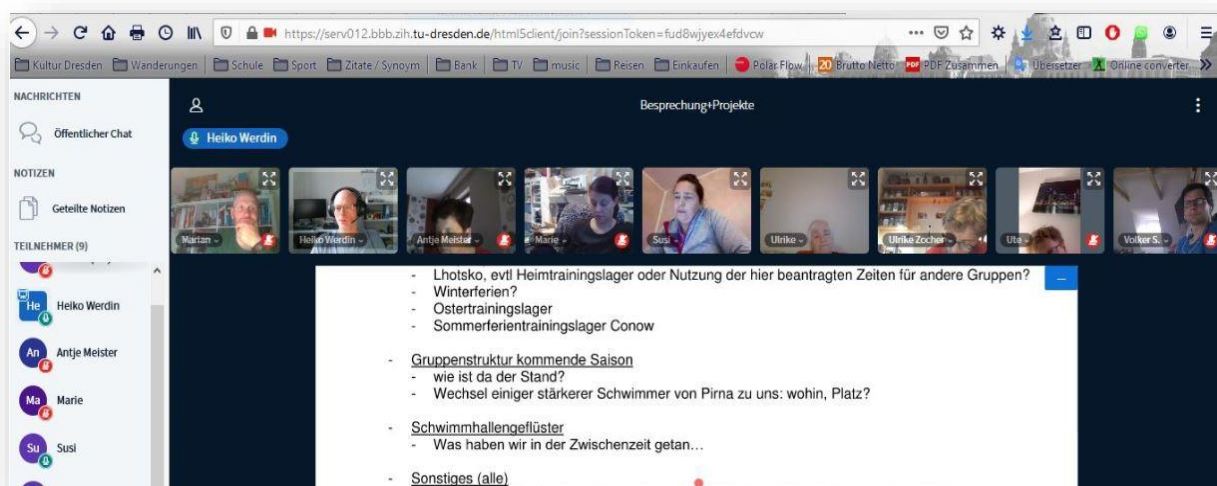 https://serv012.bbb.zih.tu-dresden.de/html5client/join?sessionToken=fud8wjyex4efdvcw
Kultur Dresden Wanderungen Schule Sport Zitate / Synoym Bank TV music Reisen Einkaufen Polar Flow 20 Brutto Netto PDF PDF Zusammen Übersetzer Online converter
NACHRICHTEN
Öffentlicher Chat
NOTIZEN
Geteilte Notizen
TEILNEHMER (9)
He Heiko Werdin
An Antje Meister
Ma Marie
Su Susi
Besprechung+Projekte
Heiko Werdin
Marian Heiko Werdin Antje Meister Marie Susi Ulrike Ulrike Zocher Ute Volker S.
- Lhotsko, evtl Heimtrainingslager oder Nutzung der hier beantragten Zeiten für andere Gruppen?
- Winterferien?
- Ostertrainingslager
- Sommerferientrainingslager Conow
- Gruppenstruktur kommende Saison
- wie ist da der Stand?
- Wechsel einiger stärkerer Schwimmer von Pirna zu uns: wohin, Platz?
- Schwimmhallengeflüster
- Was haben wir in der Zwischenzeit getan…
- Sonstiges (alle)